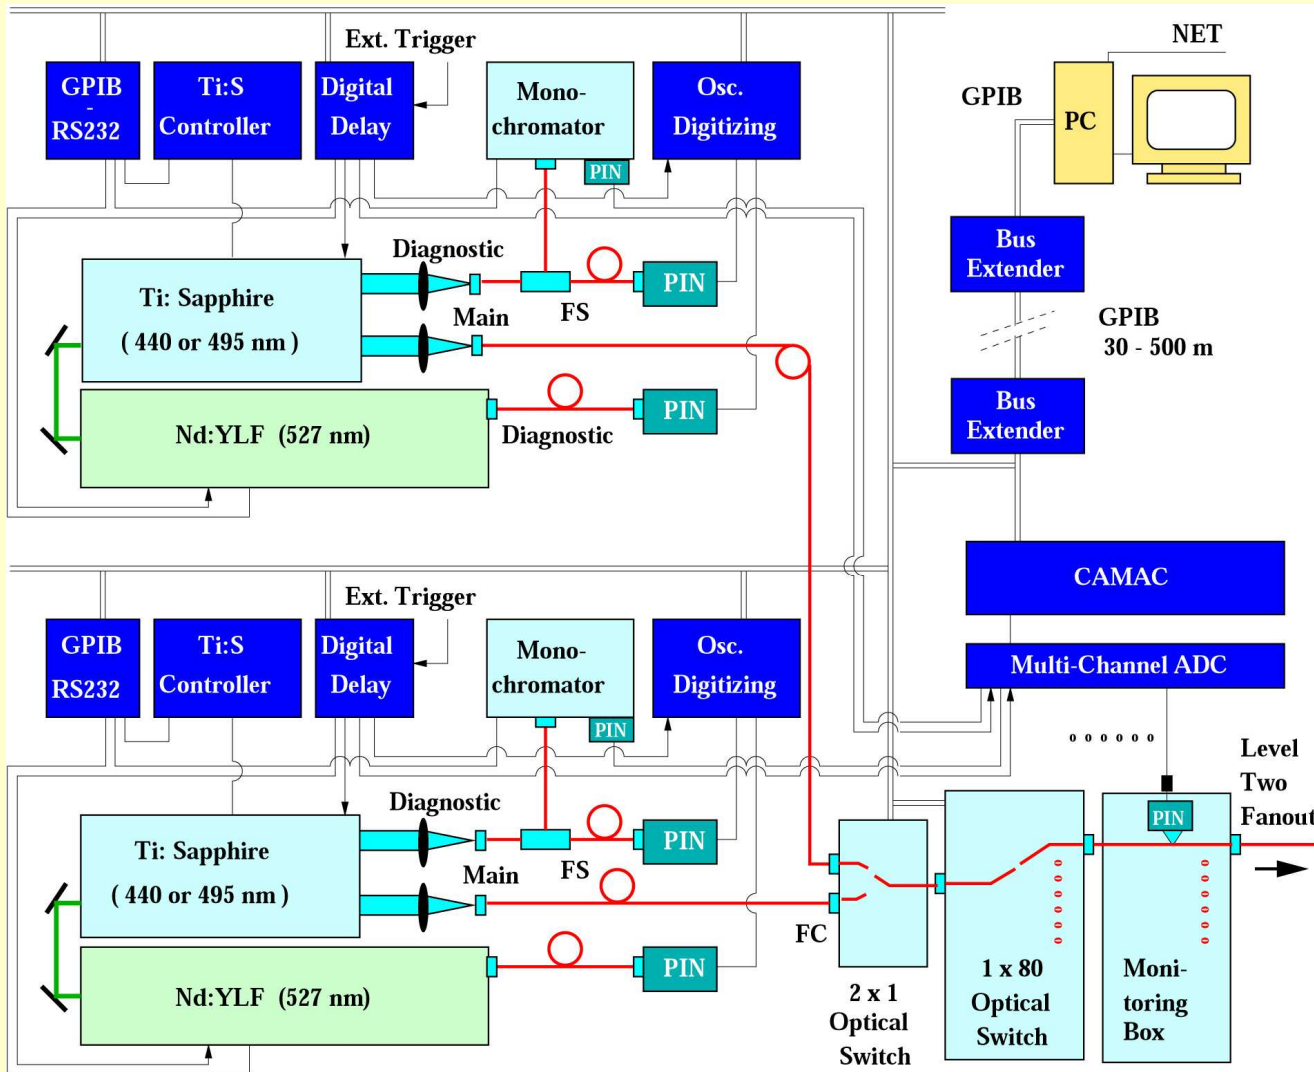 Ext. Trigger
NET
GPIB
-
RS232
Ti:S
Controller
Digital
Delay
Mono-
chromator
PIN
Osc.
Digitizing
GPIB
PC
Bus
Extender
Diagnostic
Ti: Sapphire
( 440 or 495 nm )
Main
FS
PIN
GPIB
30 - 500 m
Bus
Extender
Nd:YLF (527 nm)
Diagnostic
PIN
CAMAC
Multi-Channel ADC
Ext. Trigger
GPIB
RS232
Ti:S
Controller
Digital
Delay
Mono-
chromator
PIN
Osc.
Digitizing
Level
Two
Fanout
Diagnostic
Ti: Sapphire
( 440 or 495 nm )
Main
FS
PIN
PIN
FC
Nd:YLF (527 nm)
PIN
2 x 1
Optical
Switch
1 x 80
Optical
Switch
Moni-
toring
Box